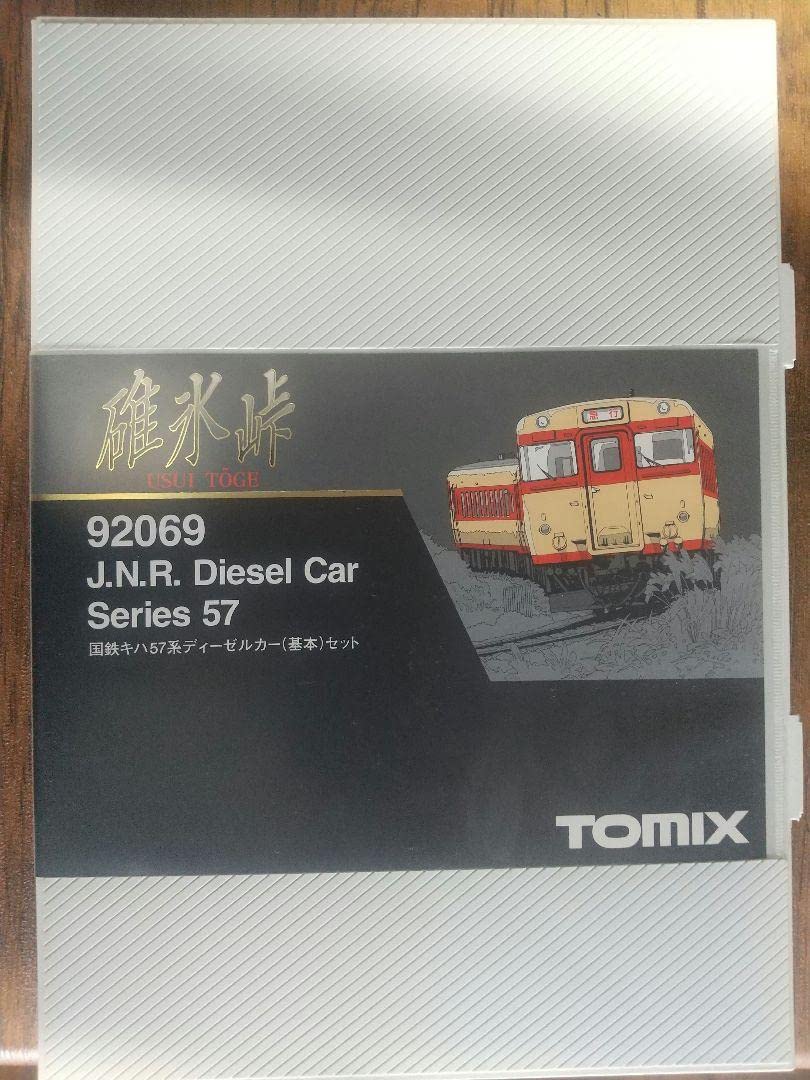 碓氷峠
USUI TŌGE
急行
92069
J.N.R. Diesel Car
Series 57
国鉄キハ57系ディーゼルカー(基本)セット
TOMIX